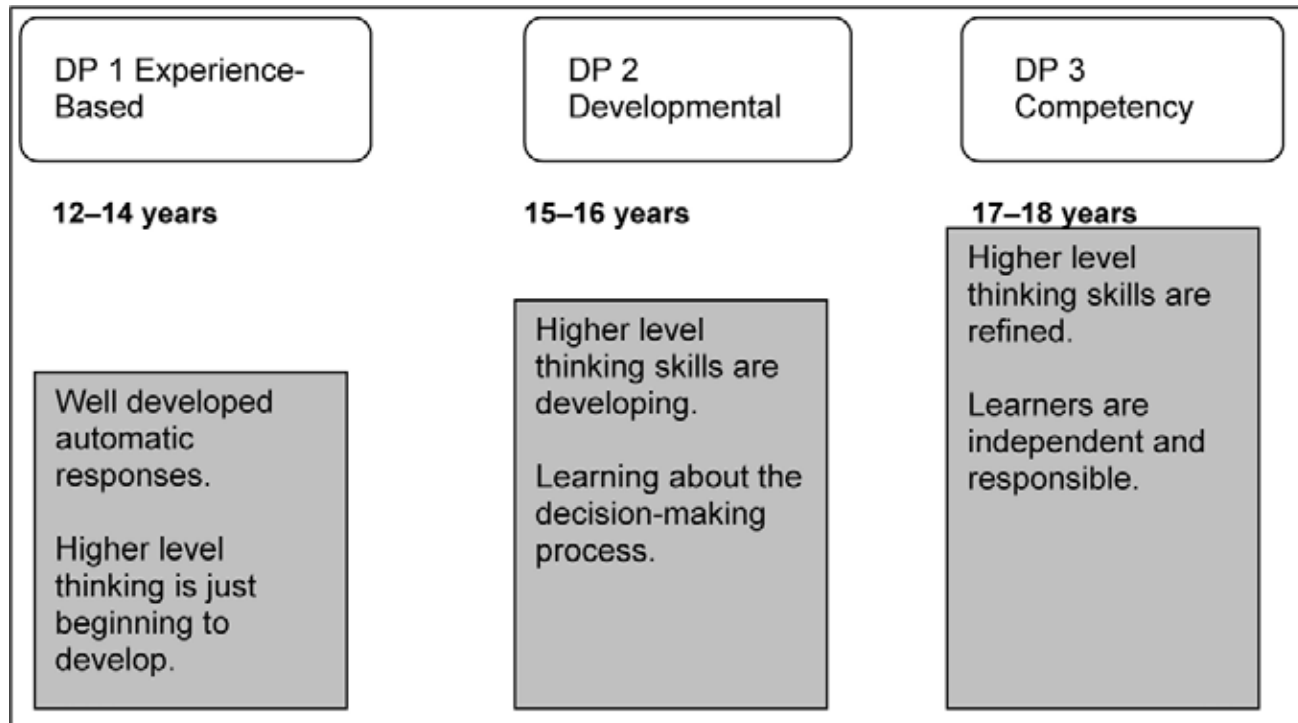 DP 1 Experience-
Based
DP 2
Developmental
DP 3
Competency
12–14 years
15–16 years
17–18 years
Well developed
automatic
responses.
Higher level
thinking is just
beginning to
develop.
Higher level
thinking skills are
developing.
Learning about the
decision-making
process.
Higher level
thinking skills are
refined.
Learners are
independent and
responsible.